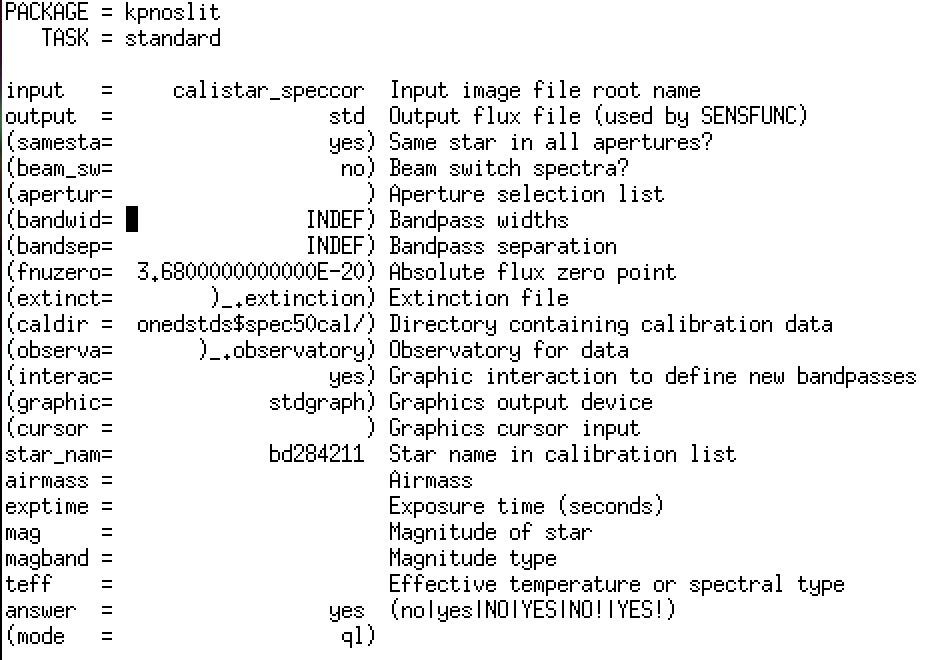 PACKAGE = kpnoslit
TASK = standard
input = calistar_speccor Input image file root name
output = std Output flux file (used by SENSFUNC)
(samesta= yes) Same star in all apertures?
(beam_sw= no) Beam switch spectra?
(apertur= ) Aperture selection list
(bandwid= INDEF) Bandpass widths
(bandsep= INDEF) Bandpass separation
(fnuzero= 3.6800000000000E-20) Absolute flux zero point
(extinct= )_.extinction) Extinction file
(caldir = onedstds$spec50cal/) Directory containing calibration data
(observa= )_.observatory) Observatory for data
(interac= yes) Graphic interaction to define new bandpasses
(graphic= stdgraph) Graphics output device
(cursor = ) Graphics cursor input
star_nam= bd284211 Star name in calibration list
airmass = Airmass
exptime = Exposure time (seconds)
mag = Magnitude of star
magband = Magnitude type
teff = Effective temperature or spectral type
answer = yes (no|yes|NO|YES|NO!|YES!)
(mode = ql)